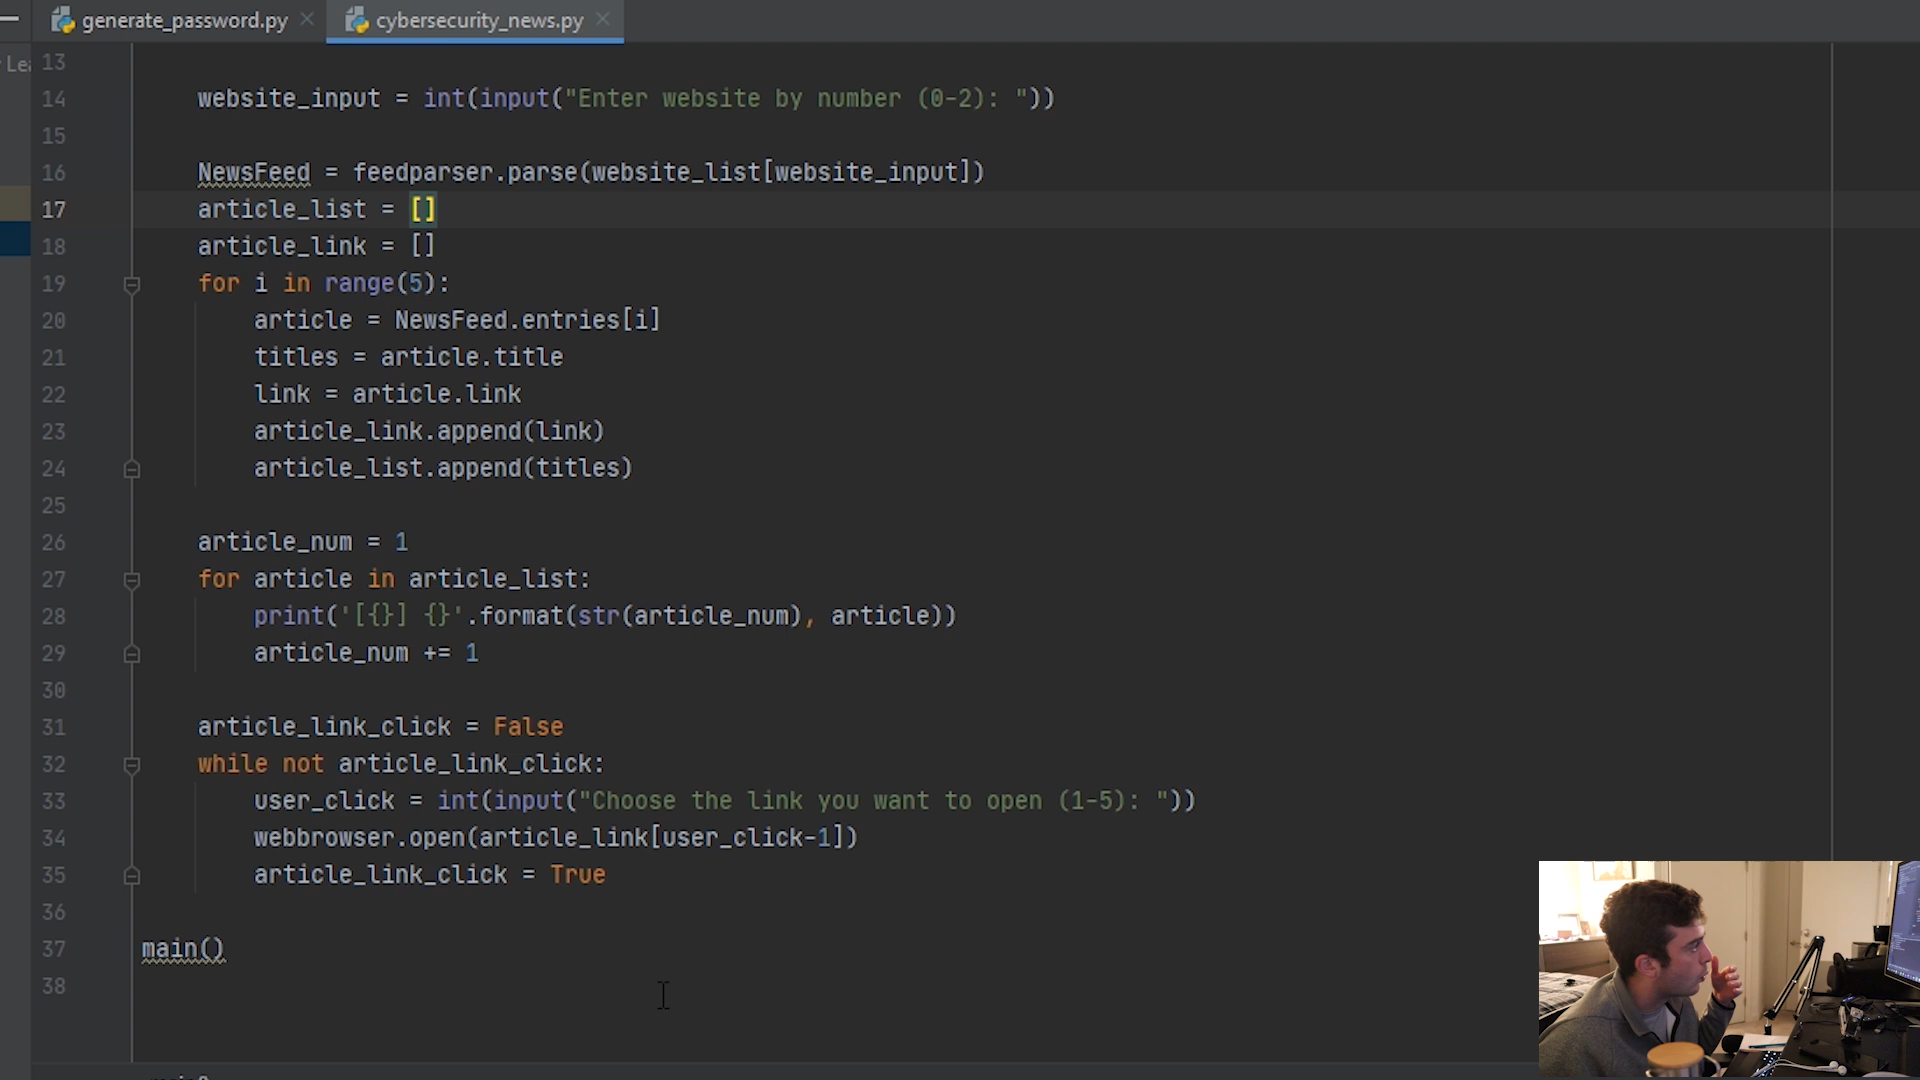 generate_password.py
cybersecurity_news.py
Lea
13
14 website_input = int(input("Enter website by number (0-2): "))
15
16 NewsFeed = feedparser.parse(website_list[website_input])
17 article_list = []
18 article_link = []
19 for i in range(5):
20 article = NewsFeed.entries[i]
21 titles = article.title
22 link = article.link
23 article_link.append(link)
24 article_list.append(titles)
25
26 article_num = 1
27 for article in article_list:
28 print('[{}] {}'.format(str(article_num), article))
29 article_num += 1
30
31 article_link_click = False
32 while not article_link_click:
33 user_click = int(input("Choose the link you want to open (1-5): "))
34 webbrowser.open(article_link[user_click-1])
35 article_link_click = True
36
37 main()
38